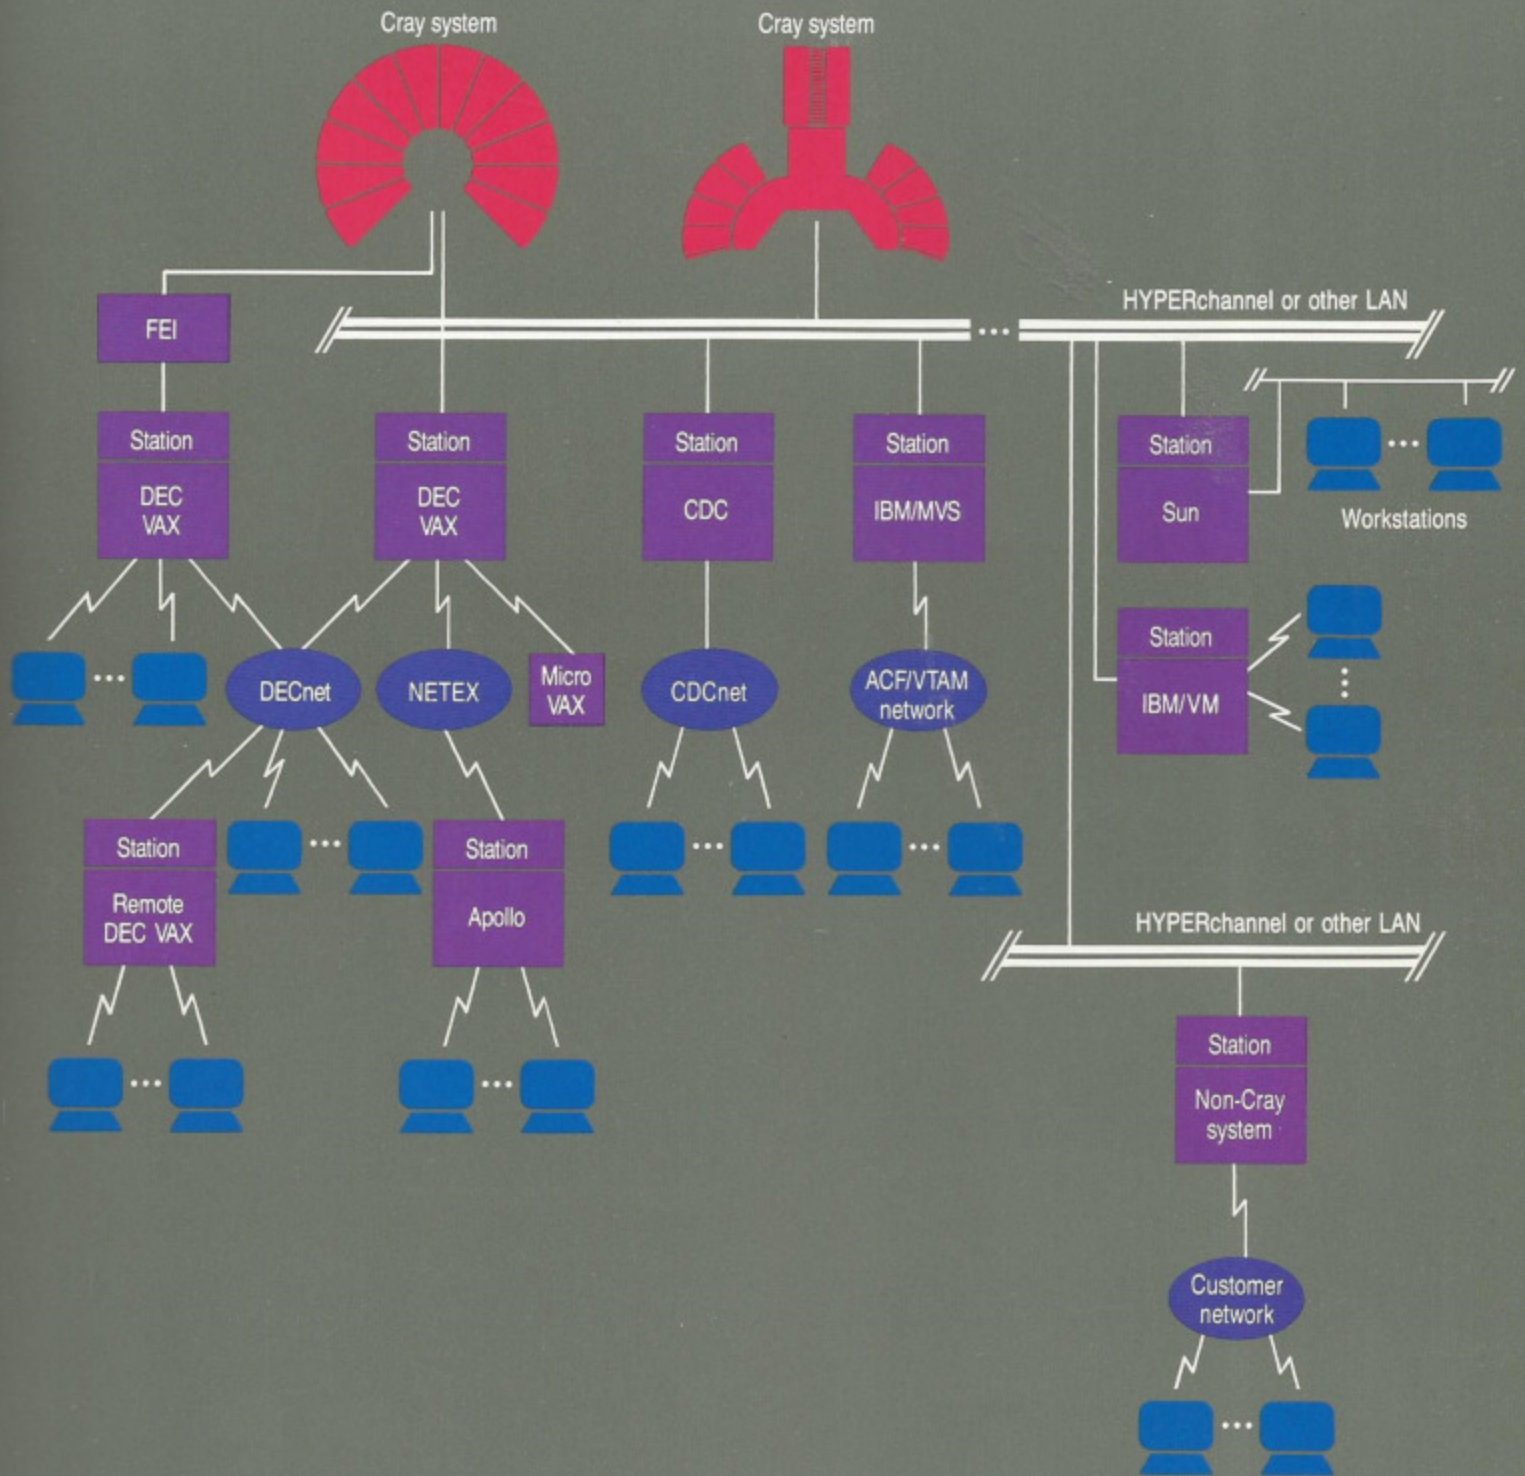 Cray system
Cray system
HYPERchannel or other LAN
FEI
Station
DEC
VAX
Station
DEC
VAX
Station
CDC
Station
IBM/MVS
Station
Sun
Workstations
Station
IBM/VM
DECnet
NETEX
Micro
VAX
CDCnet
ACF/VTAM
network
Station
Remote
DEC VAX
Station
Apollo
HYPERchannel or other LAN
Station
Non-Cray
system
Customer
network